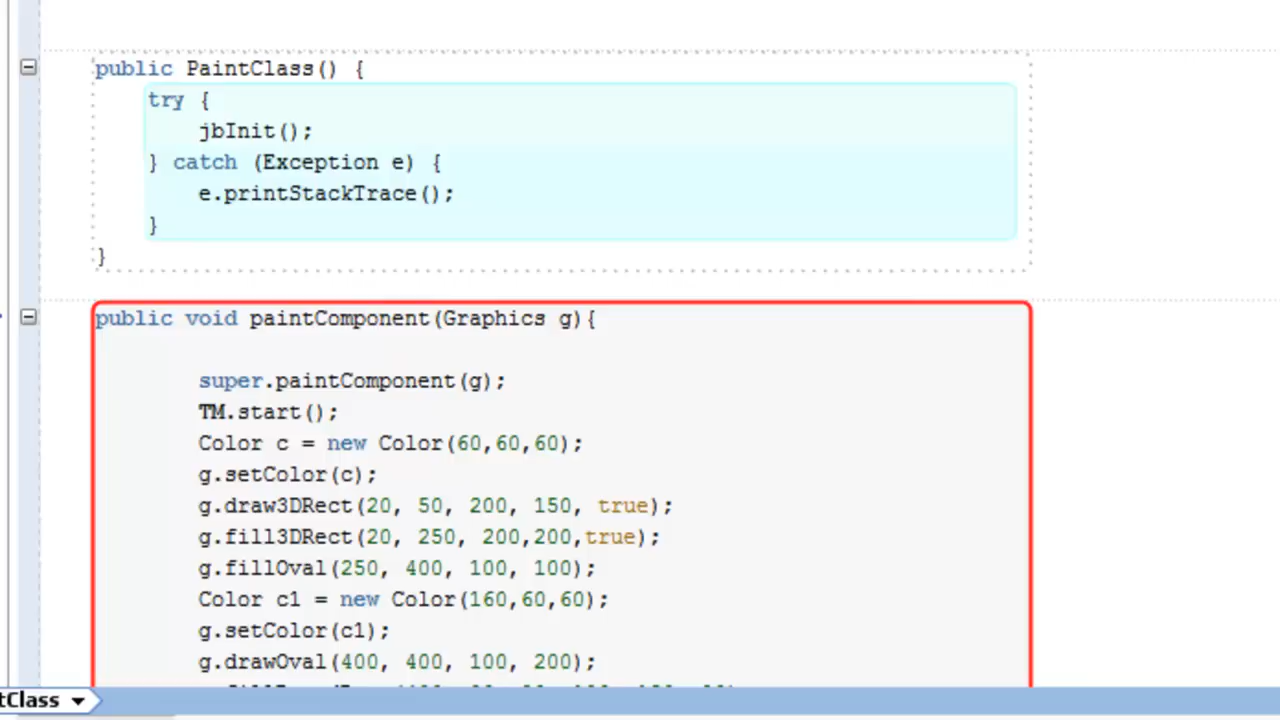 public PaintClass() {
try {
jbInit();
} catch (Exception e) {
e.printStackTrace();
}
}
public void paintComponent(Graphics g){
super.paintComponent(g);
TM.start();
Color c = new Color(60,60,60);
g.setColor(c);
g.draw3DRect(20, 50, 200, 150, true);
g.fill3DRect(20, 250, 200,200,true);
g.fillOval(250, 400, 100, 100);
Color c1 = new Color(160,60,60);
g.setColor(c1);
g.drawOval(400, 400, 100, 200);
tClass